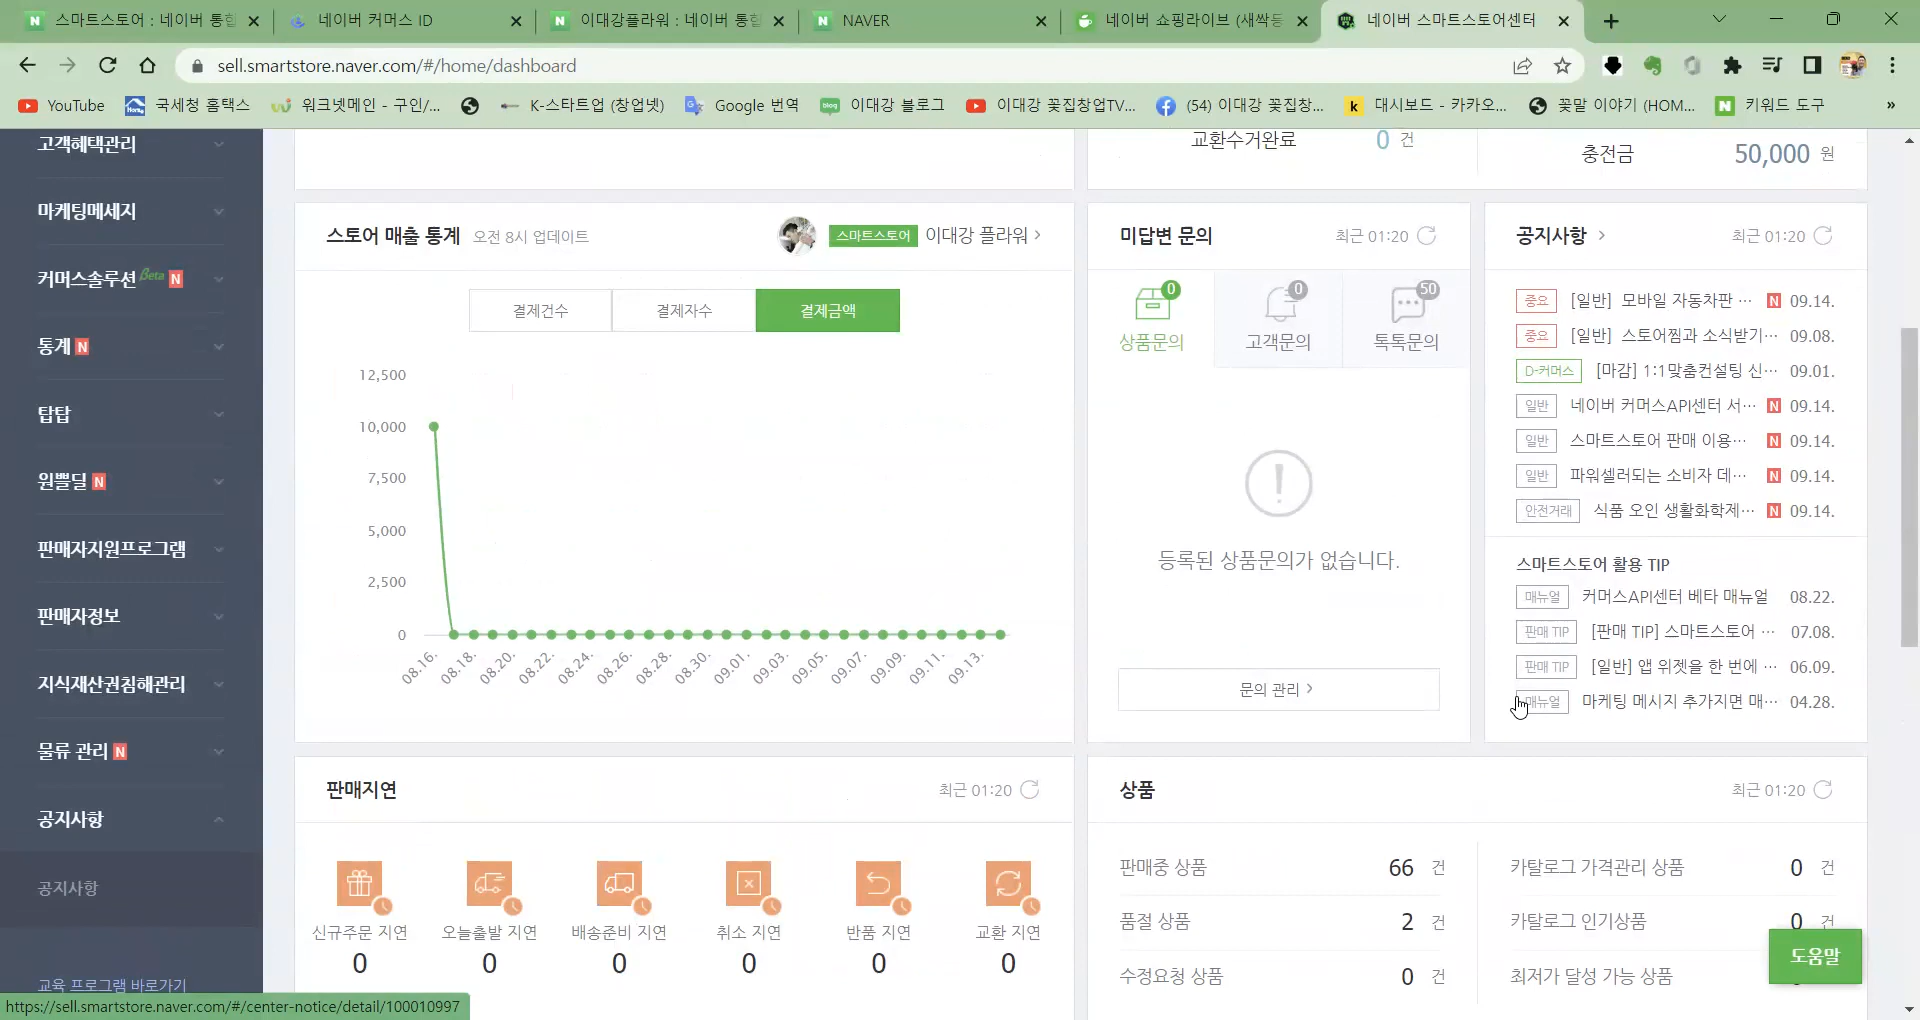 스마트스토어 : 네이버 통합
네이버 커머스 ID
이대강플라워 : 네이버 통합
NAVER
네이버 쇼핑라이브 (새싹등
네이버 스마트스토어센터
sell.smartstore.naver.com/#/home/dashboard
YouTube
국세청 홈택스
워크넷메인 - 구인/...
K-스타트업 (창업넷)
Google 번역
이대강 블로그
이대강 꽃집창업TV...
(54) 이대강 꽃집창...
대시보드 - 카카오...
꽃말 이야기 (HOM...
키워드 도구
»
고객혜택관리
마케팅메세지
커머스솔루션 Beta N
통계 N
탑탑
원쁠딜 N
판매자지원프로그램
판매자정보
지식재산권침해관리
물류 관리 N
공지사항
공지사항
교육 프로그램 바로가기
https://sell.smartstore.naver.com/#/center-notice/detail/100010997
교환수거완료 0 건
충전금 50,000 원
스토어 매출 통계 오전 8시 업데이트
스마트스토어 이대강 플라워 >
결제건수 결제자수 결제금액
12,500
10,000
7,500
5,000
2,500
0
08.16. 08.18. 08.20. 08.22. 08.24. 08.26. 08.28. 08.30. 09.01. 09.03. 09.05. 09.07. 09.09. 09.11. 09.13.
미답변 문의 최근 01:20
0 0 50
상품문의 고객문의 톡톡문의
등록된 상품문의가 없습니다.
문의 관리 >
공지사항 > 최근 01:20
중요 [일반] 모바일 자동차판 ··· N 09.14.
중요 [일반] 스토어찜과 소식받기··· 09.08.
D-커머스 [마감] 1:1맞춤컨설팅 신··· 09.01.
일반 네이버 커머스API센터 서··· N 09.14.
일반 스마트스토어 판매 이용··· N 09.14.
일반 파워셀러되는 소비자 데··· N 09.14.
안전거래 식품 오인 생활화학제··· N 09.14.
스마트스토어 활용 TIP
매뉴얼 커머스API센터 베타 매뉴얼 08.22.
판매 TIP [판매 TIP] 스마트스토어 ··· 07.08.
판매 TIP [일반] 앱 위젯을 한 번에 ··· 06.09.
매뉴얼 마케팅 메시지 추가지면 매··· 04.28.
판매지연 최근 01:20
신규주문 지연 오늘출발 지연 배송준비 지연 취소 지연 반품 지연 교환 지연
0 0 0 0 0 0
상품 최근 01:20
판매중 상품 66 건
품절 상품 2 건
수정요청 상품 0 건
카탈로그 가격관리 상품 0 건
카탈로그 인기상품 0 건
최저가 달성 가능 상품
도움말